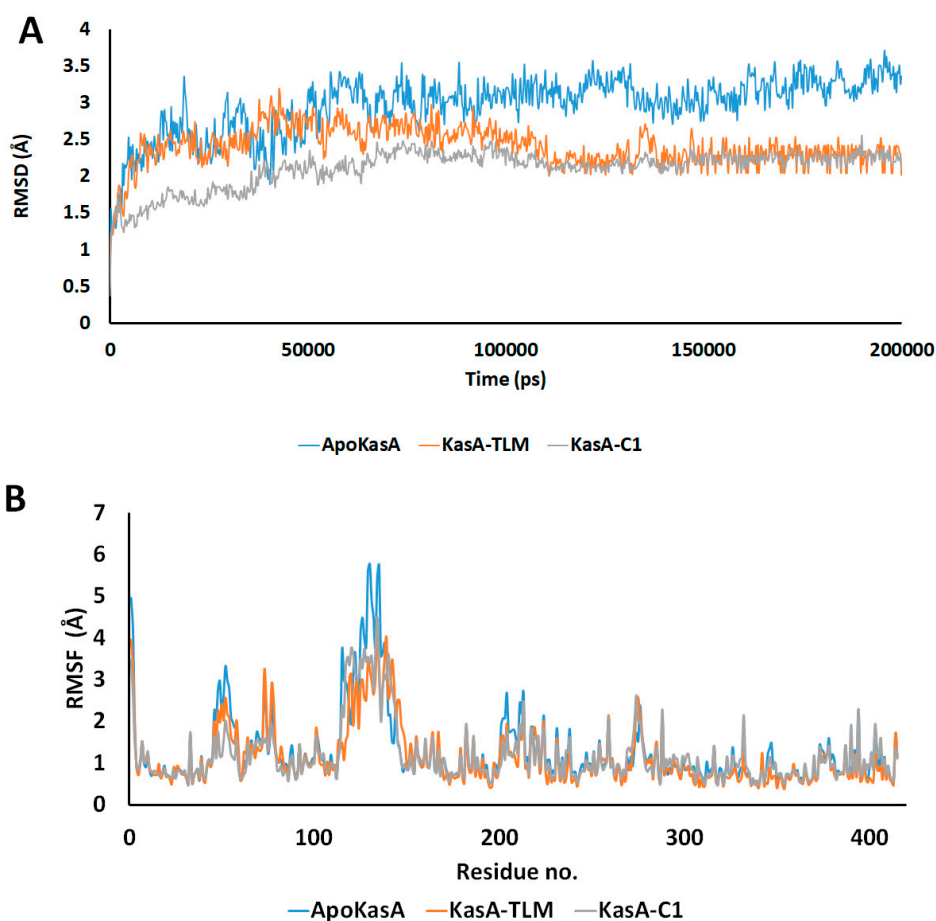 A
4
3.5
3
2.5
2
1.5
1
0.5
0
RMSD (Å)
0 50000 100000 150000 200000
Time (ps)
ApoKasA KasA-TLM KasA-C1
B
7
6
5
4
3
2
1
0
RMSF (Å)
0 100 200 300 400
Residue no.
ApoKasA KasA-TLM KasA-C1